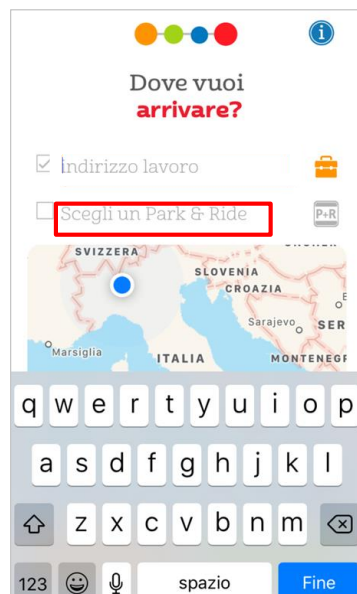 i
Dove vuoi
arrivare?
Indirizzo lavoro
Scegli un Park & Ride P+R
SVIZZERA
SLOVENIA
CROAZIA
Sarajevo SER
Marsiglia ITALIA MONTENEGR
q w e r t y u i o p
a s d f g h j k l
z x c v b n m
123 spazio Fine